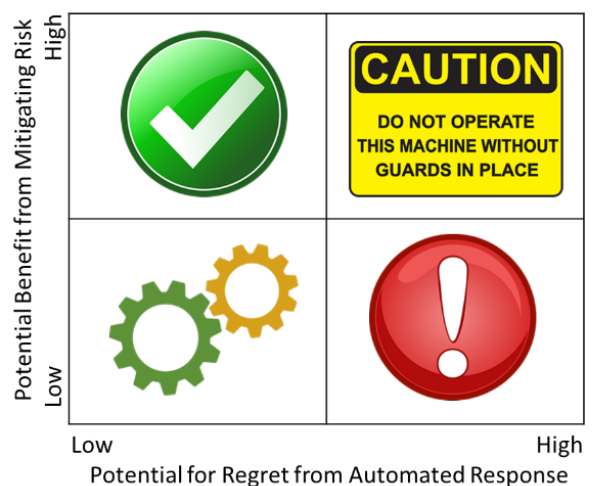 Potential Benefit from Mitigating Risk
High
Low
CAUTION
DO NOT OPERATE
THIS MACHINE WITHOUT
GUARDS IN PLACE
Low
High
Potential for Regret from Automated Response